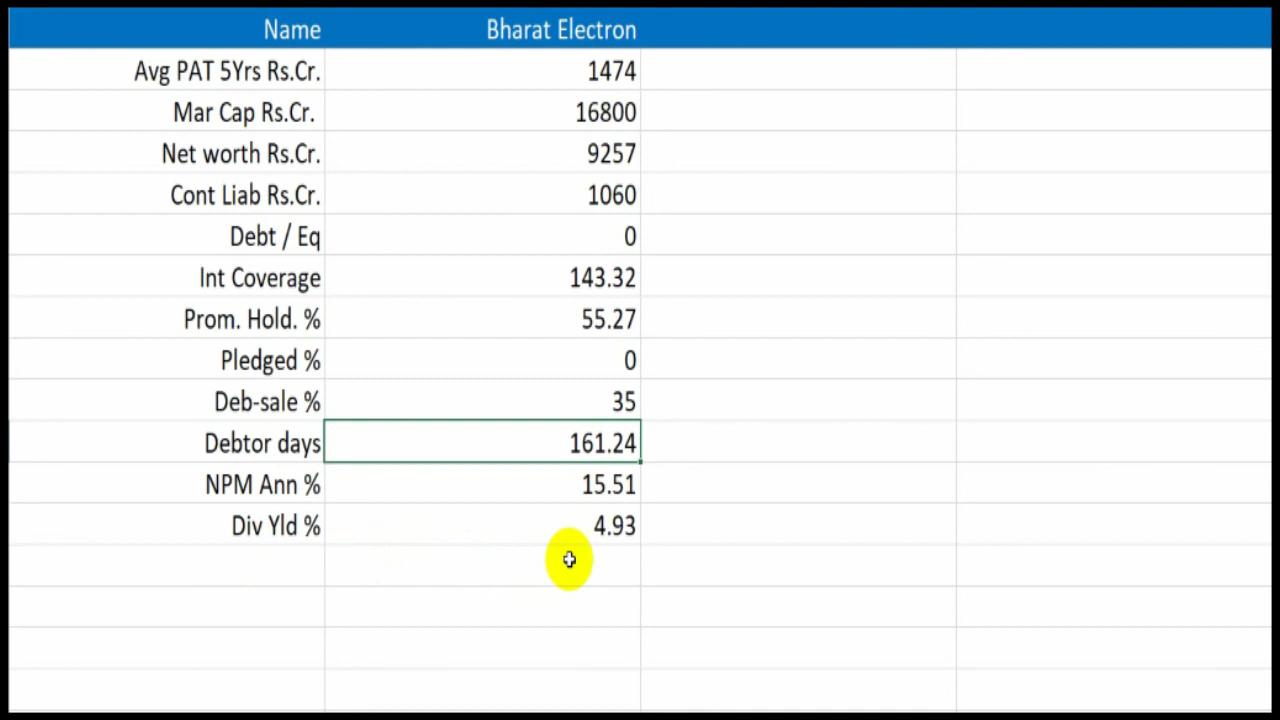 Name Bharat Electron
Avg PAT 5Yrs Rs.Cr. 1474
Mar Cap Rs.Cr. 16800
Net worth Rs.Cr. 9257
Cont Liab Rs.Cr. 1060
Debt / Eq 0
Int Coverage 143.32
Prom. Hold. % 55.27
Pledged % 0
Deb-sale % 35
Debtor days 161.24
NPM Ann % 15.51
Div Yld % 4.93